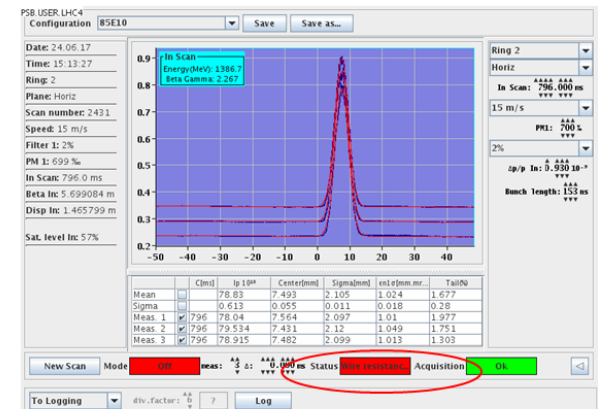 PSB.USER.LHC4
Configuration 85E10 Save Save as...
Date: 24.06.17
Time: 15:13:27
Ring: 2
Plane: Horiz
Scan number: 2431
Speed: 15 m/s
Filter 1: 2%
PM 1: 699 ‰
In Scan: 796.0 ms
Beta In: 5.699084 m
Disp In: 1.465799 m
Sat. level In: 57%
In Scan
Energy(MeV): 1386.7
Beta Gamma: 2.267
0.9
0.8
0.7
0.6
0.5
0.4
0.3
0.2
-50 -40 -30 -20 -10 0 10 20 30 40
Ring 2
Horiz
In Scan: 796.000 ms
15 m/s
PM1: 700 ‰
2%
Δp/p In: 0.930 10⁻³
Bunch length: 153 ns
C[ms] Ip Center[mm] Sigma[mm] Tail%
Mean 78.83 7.493 2.105 1.024 1.677
Sigma 0.613 0.055 0.011 0.018 0.28
Meas. 1 796 78.04 7.564 2.097 1.01 1.977
Meas. 2 796 79.534 7.431 2.12 1.049 1.751
Meas. 3 796 78.915 7.482 2.099 1.013 1.303
New Scan Mode Off meas: 3 Δ: 0.000 ms Status Wire resistanc... Acquisition Ok
To Logging div.factor: 6 ? Log